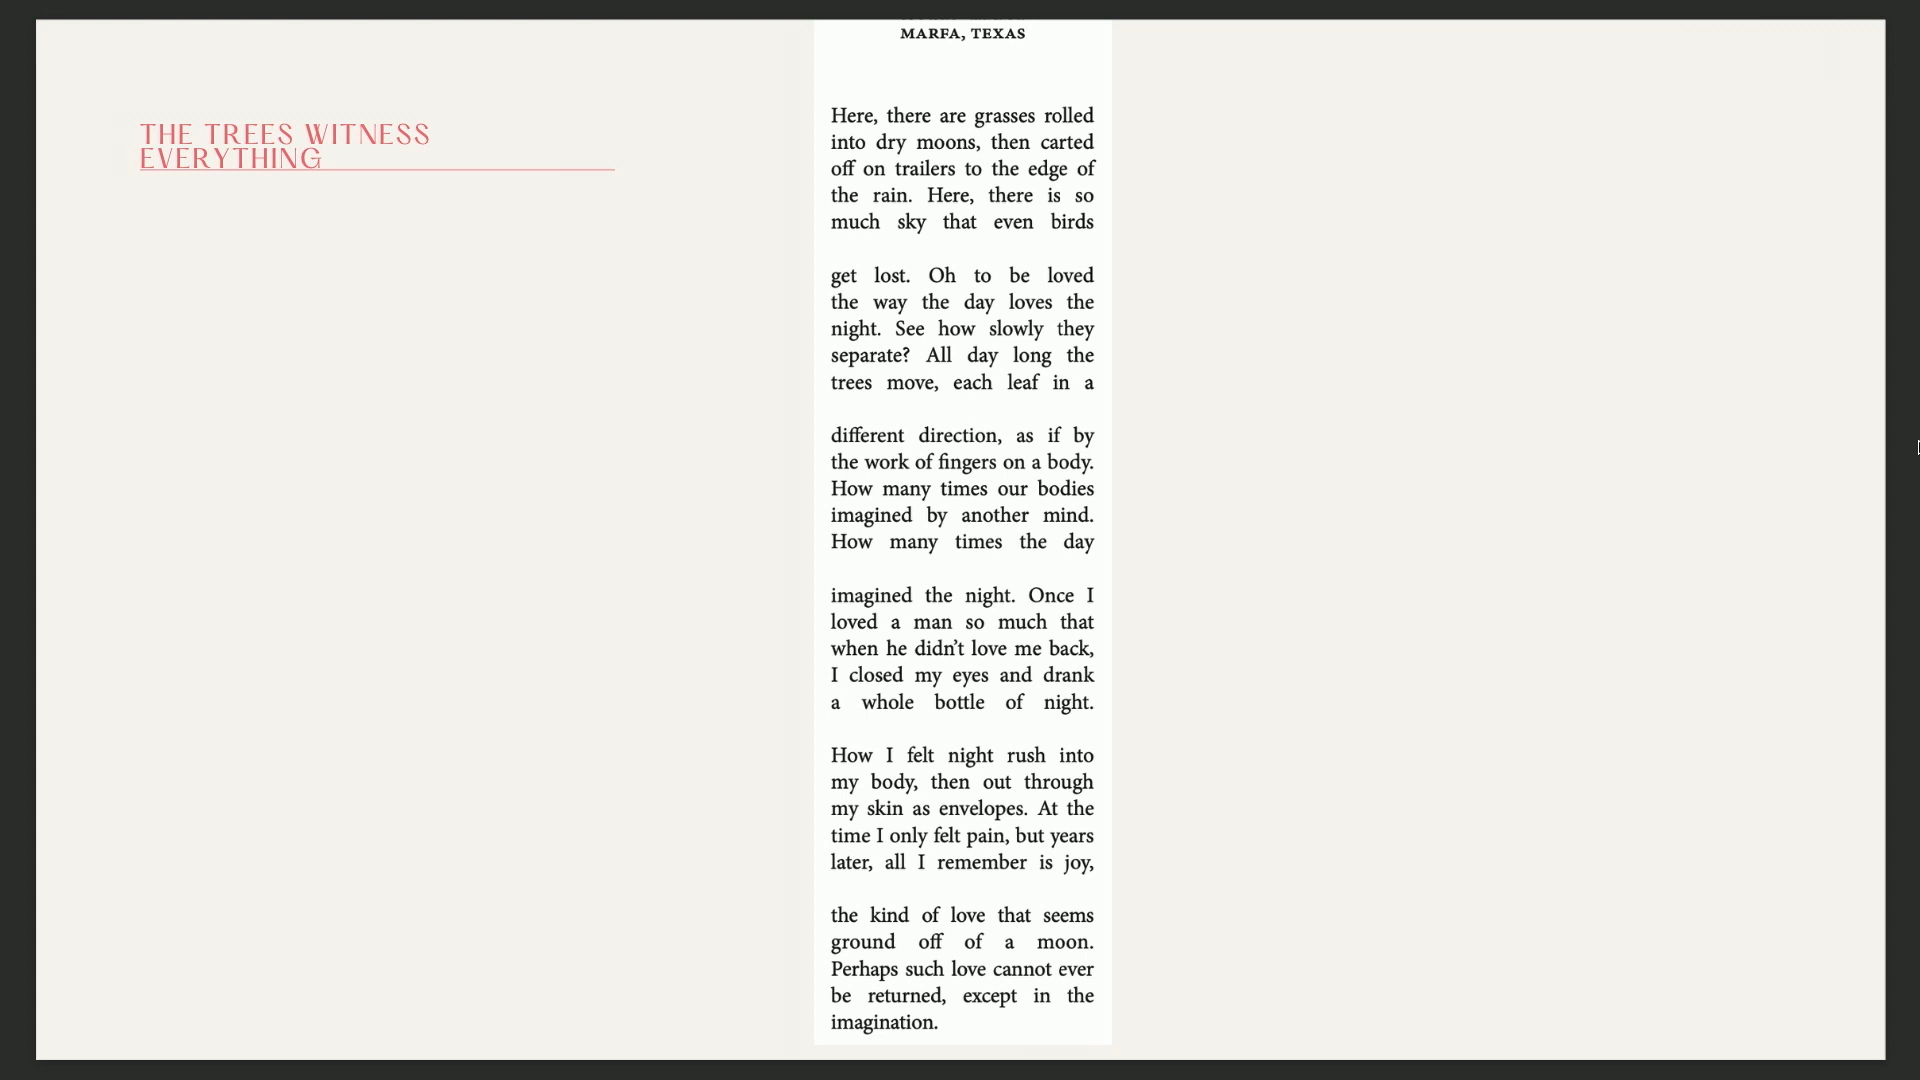 THE TREES WITNESS
EVERYTHING
MARFA, TEXAS
Here, there are grasses rolled
into dry moons, then carted
off on trailers to the edge of
the rain. Here, there is so
much sky that even birds
get lost. Oh to be loved
the way the day loves the
night. See how slowly they
separate? All day long the
trees move, each leaf in a
different direction, as if by
the work of fingers on a body.
How many times our bodies
imagined by another mind.
How many times the day
imagined the night. Once I
loved a man so much that
when he didn’t love me back,
I closed my eyes and drank
a whole bottle of night.
How I felt night rush into
my body, then out through
my skin as envelopes. At the
time I only felt pain, but years
later, all I remember is joy,
the kind of love that seems
ground off of a moon.
Perhaps such love cannot ever
be returned, except in the
imagination.